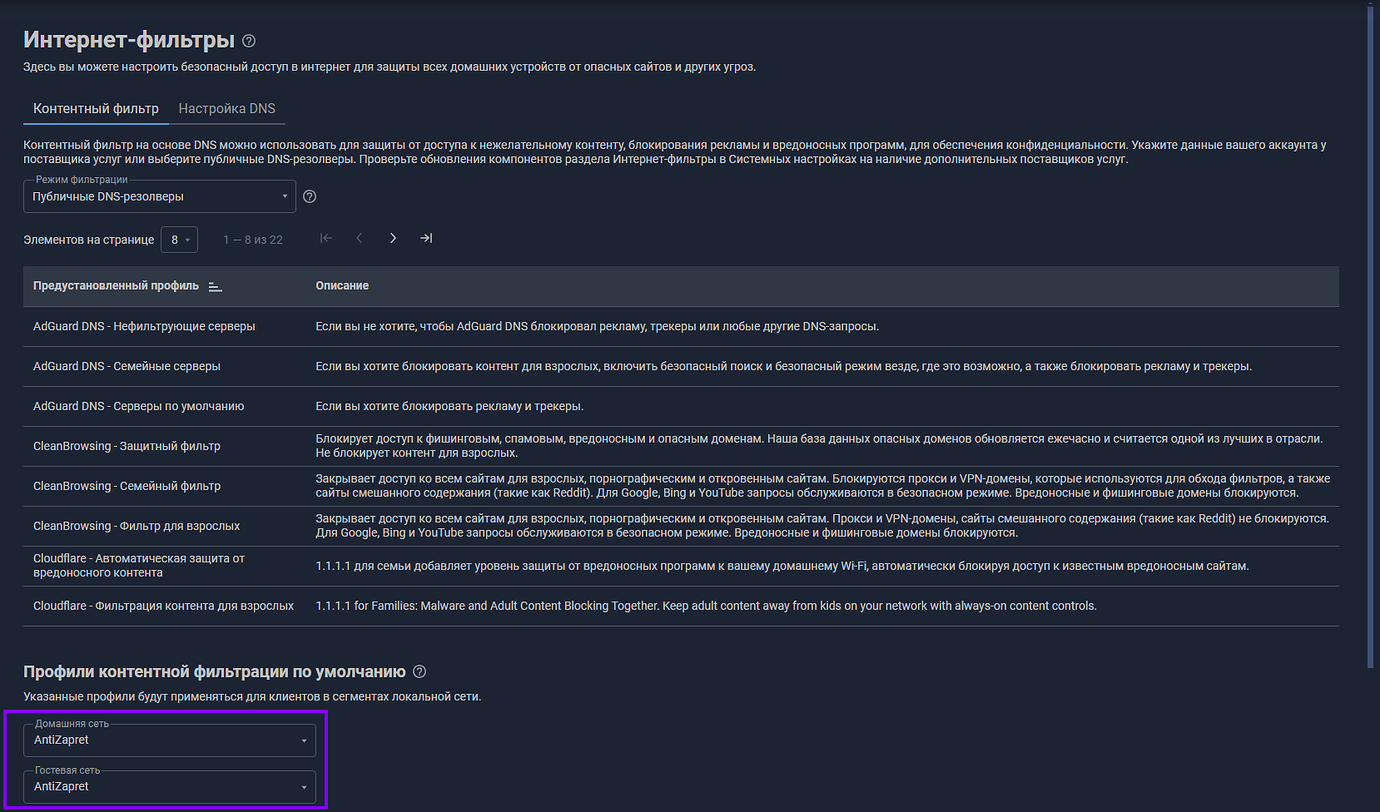 Интернет-фильтры
Здесь вы можете настроить безопасный доступ в интернет для защиты всех домашних устройств от опасных сайтов и других угроз.
Контентный фильтр Настройка DNS
Контентный фильтр на основе DNS можно использовать для защиты от доступа к нежелательному контенту, блокирования рекламы и вредоносных программ, для обеспечения конфиденциальности. Укажите данные вашего аккаунта у
поставщика услуг или выберите публичные DNS-резолверы. Проверьте обновления компонентов раздела Интернет-фильтры в Системных настройках на наличие дополнительных поставщиков услуг.
Режим фильтрации
Публичные DNS-резолверы
Элементов на странице 8 1 — 8 из 22
Предустановленный профиль Описание
AdGuard DNS - Нефильтрующие серверы Если вы не хотите, чтобы AdGuard DNS блокировал рекламу, трекеры или любые другие DNS-запросы.
AdGuard DNS - Семейные серверы Если вы хотите блокировать контент для взрослых, включить безопасный поиск и безопасный режим везде, где это возможно, а также блокировать рекламу и трекеры.
AdGuard DNS - Серверы по умолчанию Если вы хотите блокировать рекламу и трекеры.
CleanBrowsing - Защитный фильтр Блокирует доступ к фишинговым, спамовым, вредоносным и опасным доменам. Наша база данных опасных доменов обновляется ежечасно и считается одной из лучших в отрасли.
Не блокирует контент для взрослых.
CleanBrowsing - Семейный фильтр Закрывает доступ ко всем сайтам для взрослых, порнографическим и откровенным сайтам. Блокируются прокси и VPN-домены, которые используются для обхода фильтров, а также
сайты смешанного содержания (такие как Reddit). Для Google, Bing и YouTube запросы обслуживаются в безопасном режиме. Вредоносные и фишинговые домены блокируются.
CleanBrowsing - Фильтр для взрослых Закрывает доступ ко всем сайтам для взрослых, порнографическим и откровенным сайтам. Прокси и VPN-домены, сайты смешанного содержания (такие как Reddit) не блокируются.
Для Google, Bing и YouTube запросы обслуживаются в безопасном режиме. Вредоносные и фишинговые домены блокируются.
Cloudflare - Автоматическая защита от
вредоносного контента 1.1.1.1 для семьи добавляет уровень защиты от вредоносных программ к вашему домашнему Wi-Fi, автоматически блокируя доступ к известным вредоносным сайтам.
Cloudflare - Фильтрация контента для взрослых 1.1.1.1 for Families: Malware and Adult Content Blocking Together. Keep adult content away from kids on your network with always-on content controls.
Профили контентной фильтрации по умолчанию
Указанные профили будут применяться для клиентов в сегментах локальной сети.
Домашняя сеть
AntiZapret
Гостевая сеть
AntiZapret